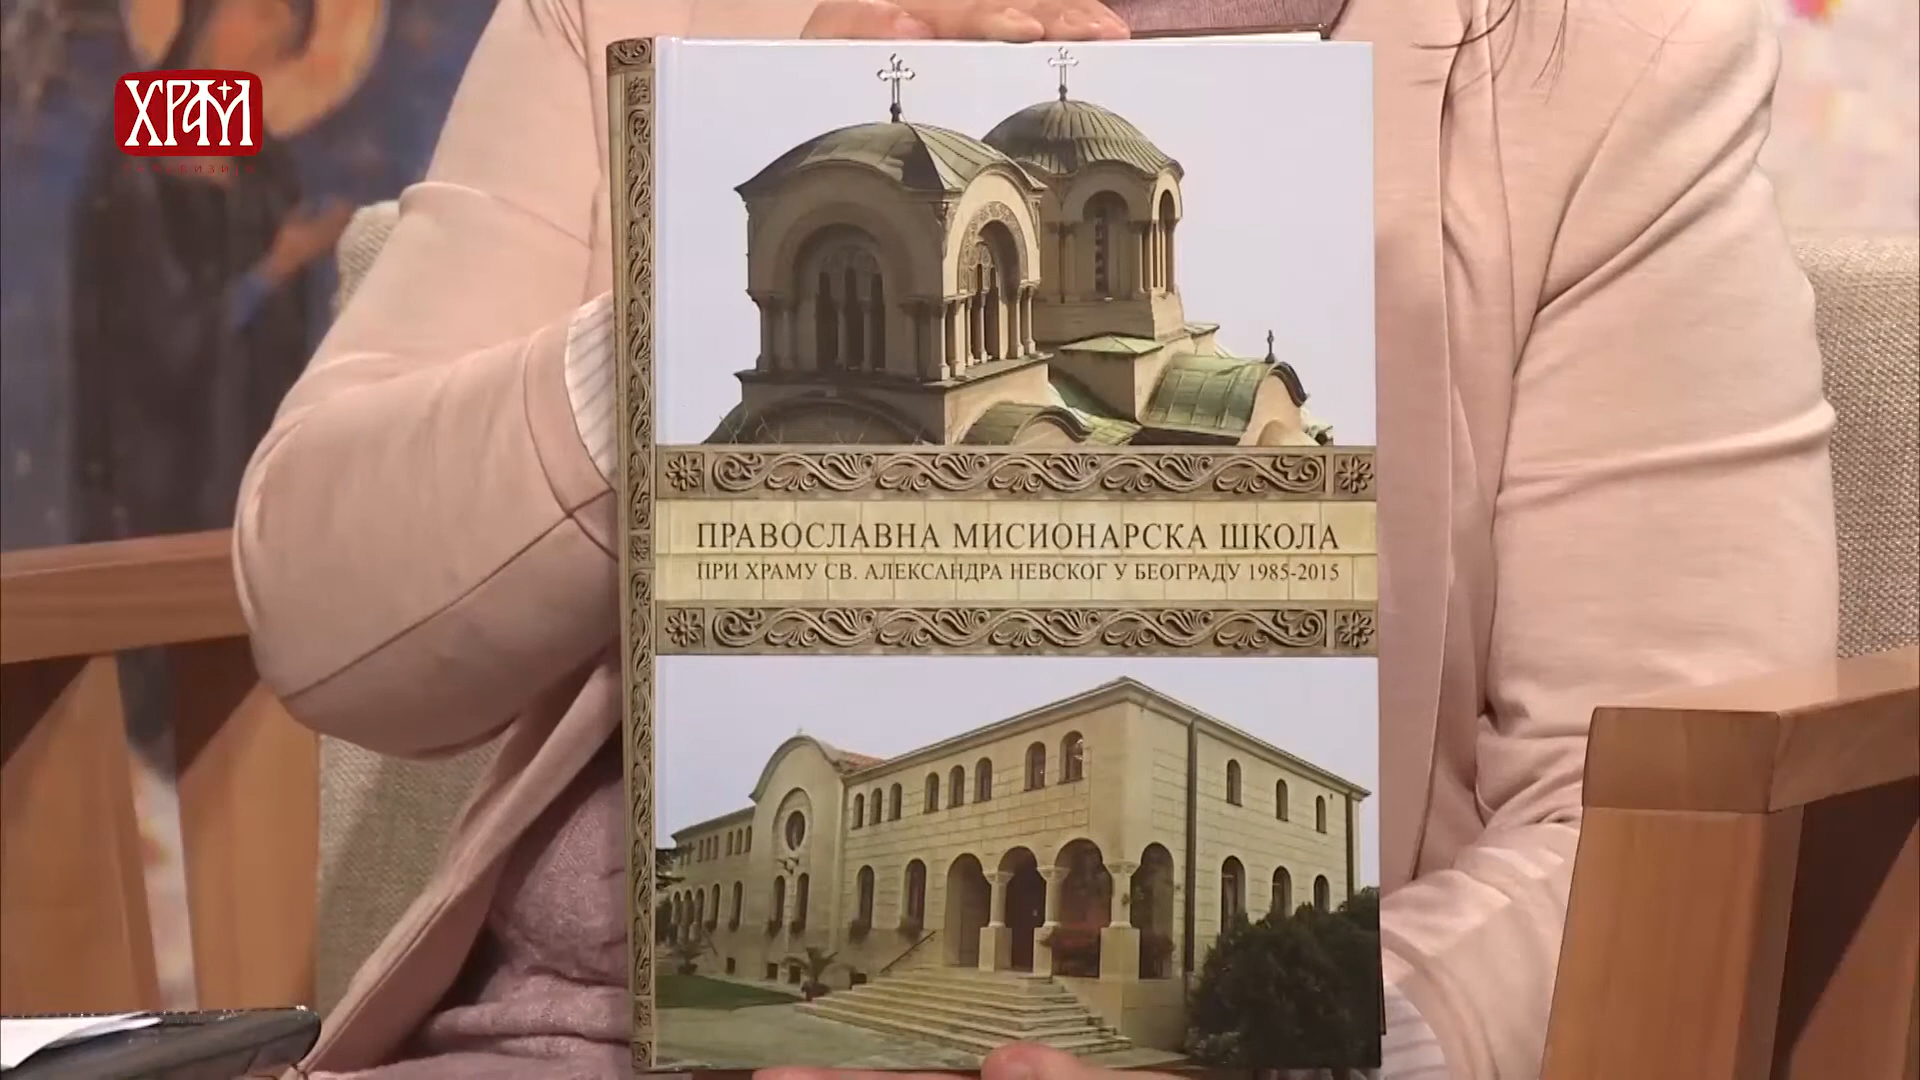 ХРАМ
ПРАВОСЛАВНА МИСИОНАРСКА ШКОЛА
ПРИ ХРАМУ СВ. АЛЕКСАНДРА НЕВСКОГ У БЕОГРАДУ 1985-2015